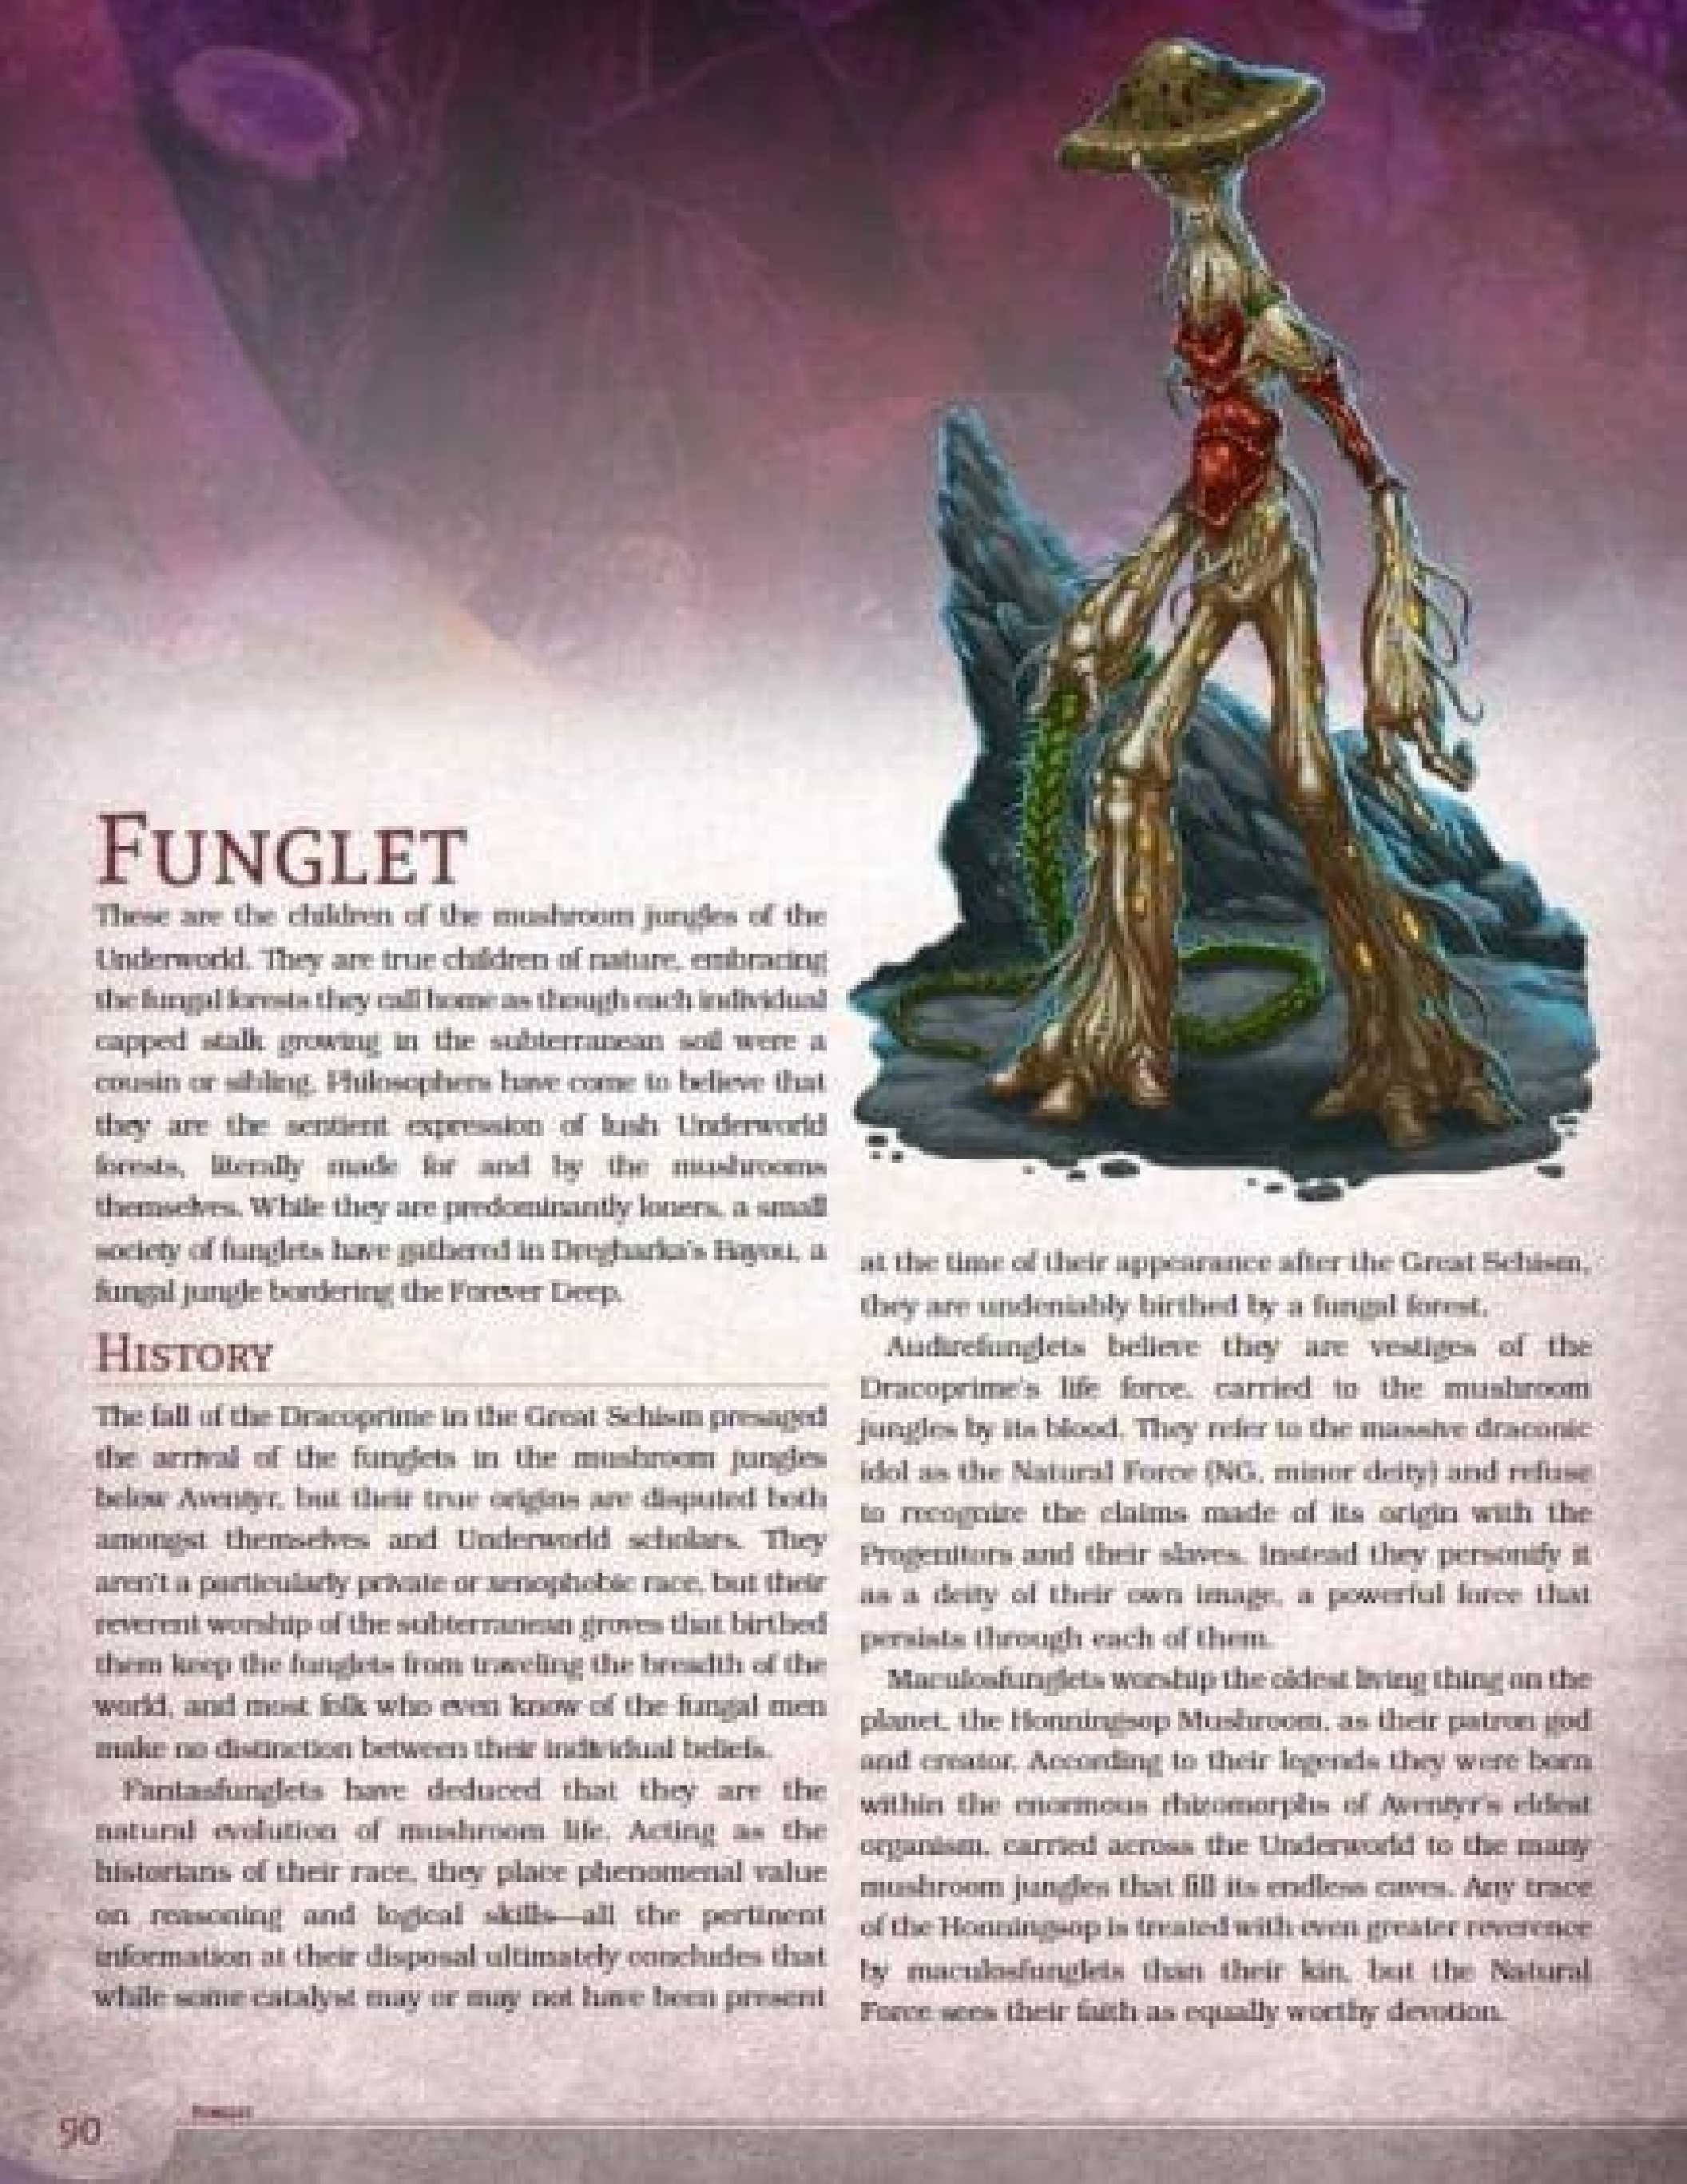 FUNGLET
These are the children of the mushroom jungles of the
Underworld. They are true children of nature, embracing
the fungal forests they call home as though each individual
capped stalk growing in the subterranean soil were a
cousin or sibling. Philosophers have come to believe that
they are the sentient expression of lush Underworld
forests, literally made for and by the mushrooms
themselves. While they are predominantly loners, a small
society of funglets have gathered in Dregharka's Bayou, a
fungal jungle bordering the Forever Deep.
HISTORY
The fall of the Dracoprime in the Great Schism presaged
the arrival of the funglets in the mushroom jungles
below Aventyr, but their true origins are disputed both
amongst themselves and Underworld scholars. They
aren't a particularly private or xenophobic race, but their
reverent worship of the subterranean groves that birthed
them keep the funglets from traveling the breadth of the
world, and most folk who even know of the fungal men
make no distinction between their individual beliefs.
Fantasfunglets have deduced that they are the
natural evolution of mushroom life. Acting as the
historians of their race, they place phenomenal value
on reasoning and logical skills—all the pertinent
information at their disposal ultimately concludes that
while some catalyst may or may not have been present
at the time of their appearance after the Great Schism,
they are undeniably birthed by a fungal forest.
Audirefunglets believe they are vestiges of the
Dracoprime's life force, carried to the mushroom
jungles by its blood. They refer to the massive draconic
idol as the Natural Force (NG, minor deity) and refuse
to recognize the claims made of its origin with the
Progenitors and their slaves. Instead they personify it
as a deity of their own image, a powerful force that
persists through each of them.
Maculosfunglets worship the oldest living thing on the
planet, the Honningsop Mushroom, as their patron god
and creator. According to their legends they were born
within the enormous rhizomorphs of Aventyr's eldest
organism, carried across the Underworld to the many
mushroom jungles that fill its endless caves. Any trace
of the Honningsop is treated with even greater reverence
by maculosfunglets than their kin, but the Natural
Force sees their faith as equally worthy devotion.
90
FUNGLET